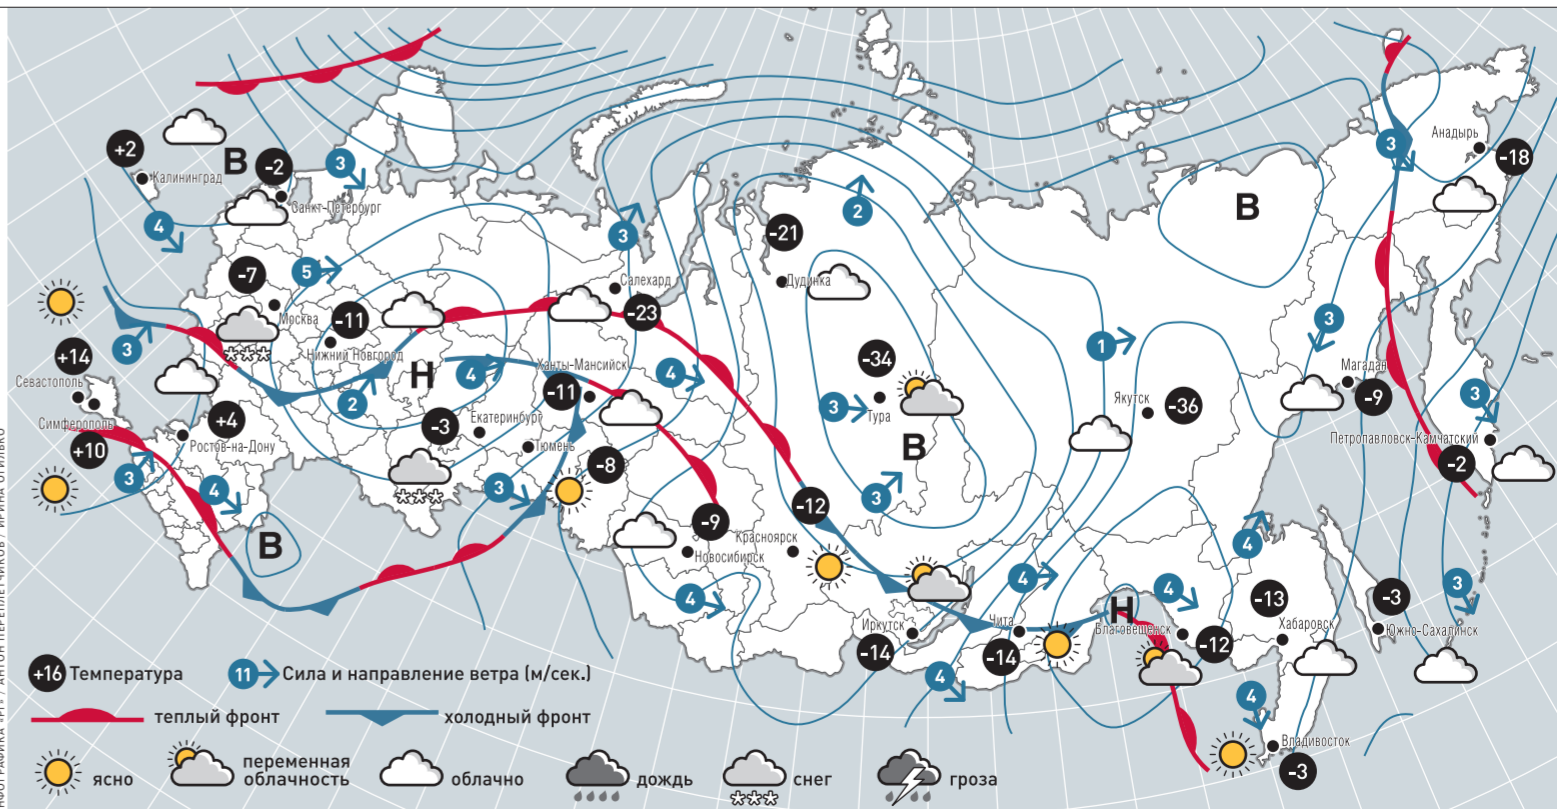 +2
Калининград
В
-2
Санкт-Петербург
3
4
-7
Москва
5
-11
Нижний Новгород
3
+14
Севастополь
Симферополь
+10
+4
Ростов-на-Дону
3
4
В
2
Н
4
-3
Екатеринбург
Тюмень
Ханты-Мансийск
-11
-8
3
Салехард
-23
3
4
-21
Дудинка
2
-34
Тура
3
В
3
-12
-9
Новосибирск
Красноярск
4
Иркутск
-14
Чита
-14
4
4
1
Якутск
-36
В
3
Анадырь
-18
3
Магадан
-9
3
Петропавловск-Камчатский
-2
3
4
Н
4
Благовещенск
-12
-13
Хабаровск
-3
Южно-Сахалинск
4
Владивосток
-3
+16 Температура
11 Сила и направление ветра (м/сек.)
теплый фронт
холодный фронт
ясно
переменная
облачность
облачно
дождь
снег
гроза